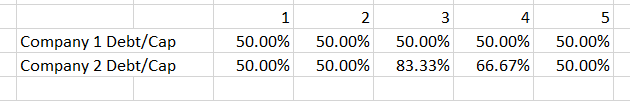 1 2 3 4 5
Company 1 Debt/Cap 50.00% 50.00% 50.00% 50.00% 50.00%
Company 2 Debt/Cap 50.00% 50.00% 83.33% 66.67% 50.00%